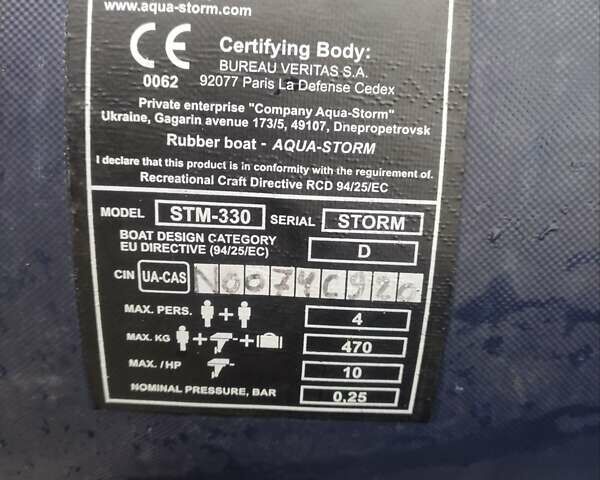 www.aqua-storm.com
CE
0062
Certifying Body:
BUREAU VERITAS S.A.
92077 Paris La Defense Cedex
Private enterprise "Company Aqua-Storm"
Ukraine, Gagarin avenue 173/5, 49107, Dnepropetrovsk
Rubber boat - AQUA-STORM
I declare that this product is in conformity with the requirement of.
Recreational Craft Directive RCD 94/25/EC
MODEL STM-330 SERIAL STORM
BOAT DESIGN CATEGORY
EU DIRECTIVE (94/25/EC) D
CIN UA-CAS
MAX. PERS. + 4
MAX. KG + + 470
MAX. /HP 10
NOMINAL PRESSURE, BAR 0,25